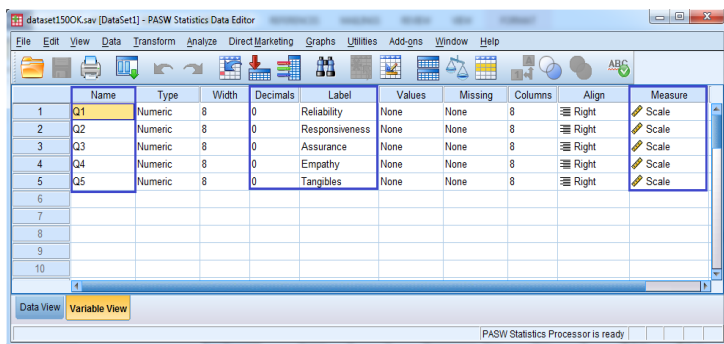 dataset150OK.sav [DataSet1] - PASW Statistics Data Editor
File Edit View Data Transform Analyze Direct Marketing Graphs Utilities Add-ons Window Help
Name Type Width Decimals Label Values Missing Columns Align Measure
1 Q1 Numeric 8 0 Reliability None None 8 Right Scale
2 Q2 Numeric 8 0 Responsiveness None None 8 Right Scale
3 Q3 Numeric 8 0 Assurance None None 8 Right Scale
4 Q4 Numeric 8 0 Empathy None None 8 Right Scale
5 Q5 Numeric 8 0 Tangibles None None 8 Right Scale
6
7
8
9
10
Data View Variable View
PASW Statistics Processor is ready